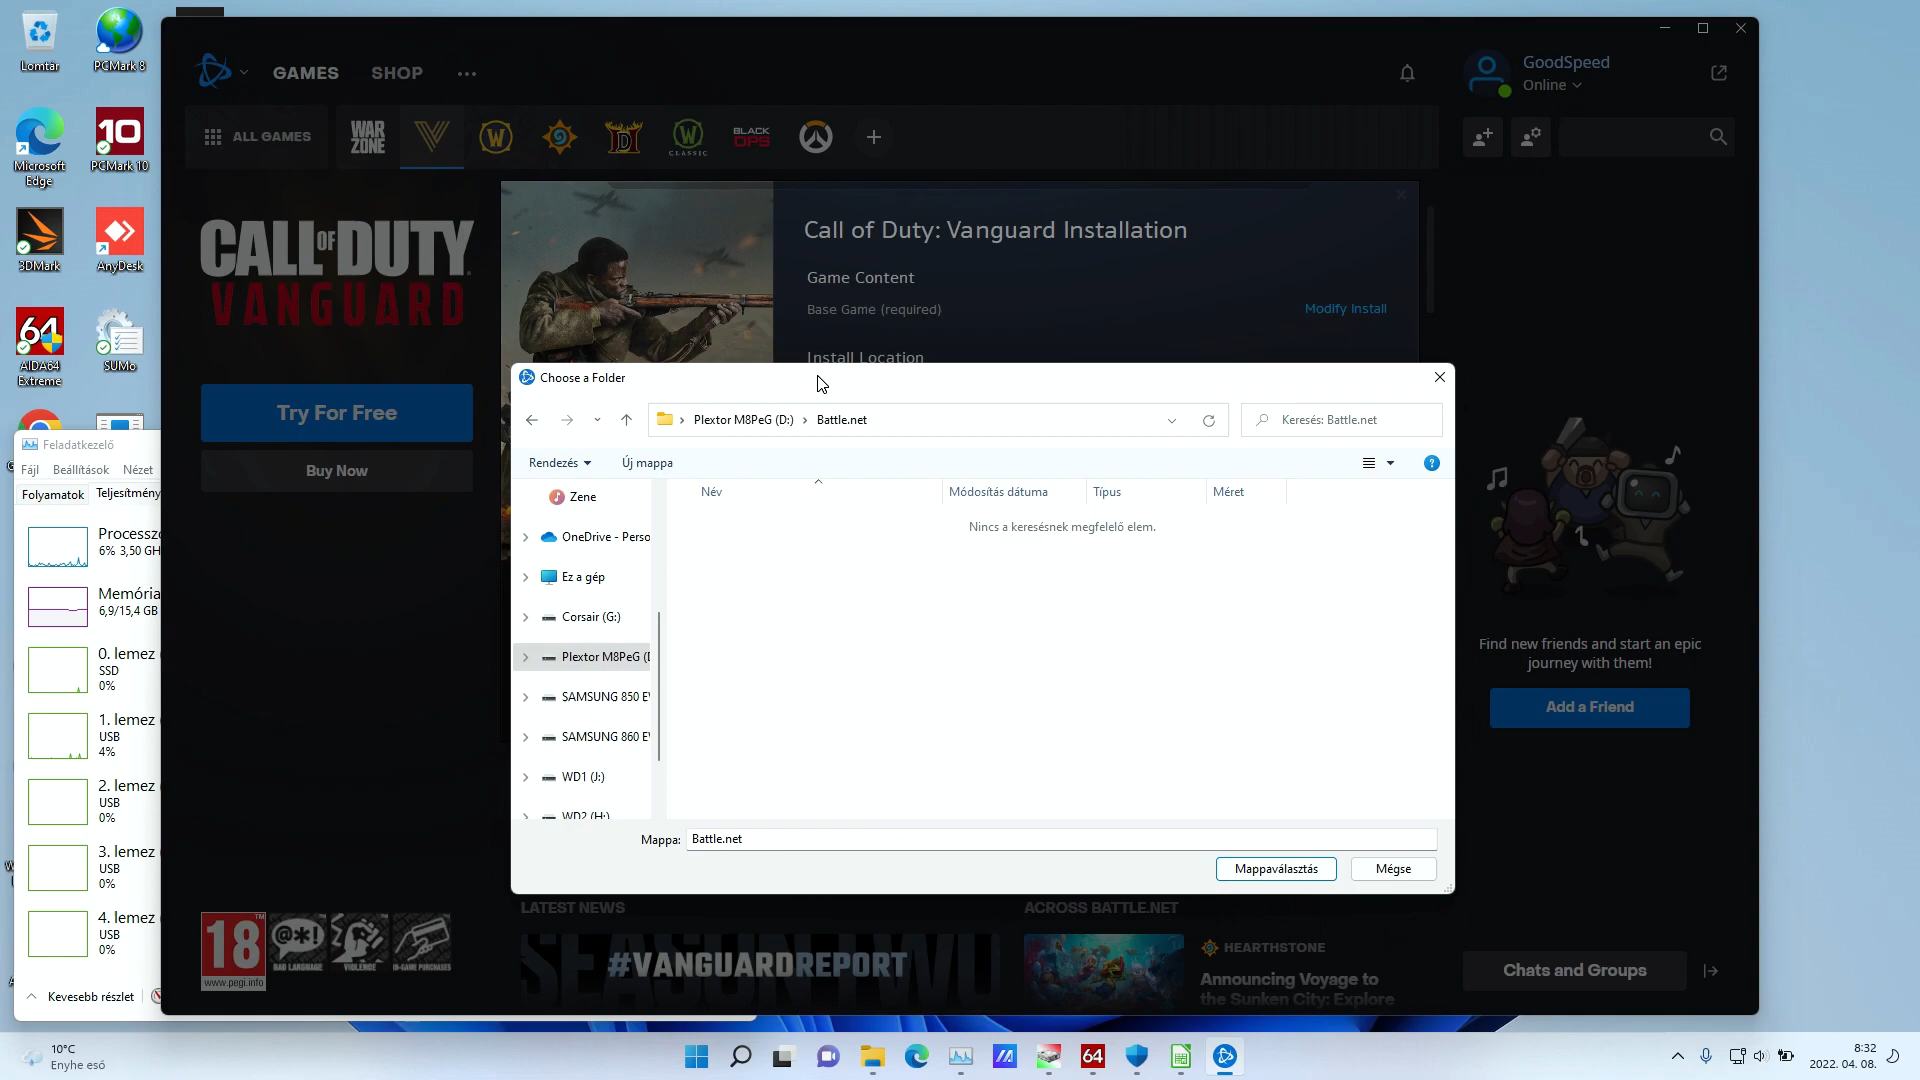 Lomtár
PCMark 8
Microsoft
Edge
PCMark 10
3DMark
AnyDesk
AIDA64
Extreme
SUMo
Feladatkezelő
Fájl Beállítások Nézet
Folyamatok Teljesítmény
6% 3,50 GH
Memória
6,9/15,4 GB
0. lemez
SSD
0%
1. lemez
USB
4%
2. lemez
USB
0%
3. lemez
USB
0%
4. lemez
USB
0%
Kevesebb részlet
GAMES SHOP
GoodSpeed
Online
ALL GAMES
WAR
ZONE
CLASSIC
BLACK
OPS
CALL OF DUTY
VANGUARD
Try For Free
Buy Now
18
www.pegi.info
BAD LANGUAGE
VIOLENCE
IN-GAME PURCHASES
Call of Duty: Vanguard Installation
Game Content
Base Game (required)
Modify Install
Install Location
Choose a Folder
Plextor M8PeG (D:) Battle.net
Keresés: Battle.net
Rendezés Új mappa
Név Módosítás dátuma Típus Méret
Nincs a keresésnek megfelelő elem.
Zene
OneDrive - Perso
Ez a gép
Corsair (G:)
Plextor M8PeG (
SAMSUNG 850 E
SAMSUNG 860 E
WD1 (J:)
WD2 (H:)
Mappa: Battle.net
Mappaválasztás Mégse
LATEST NEWS
#VANGUARDREPORT
SEASON TWO
ACROSS BATTLE.NET
HEARTHSTONE
Announcing Voyage to
the Sunken City: Explore
Find new friends and start an epic
journey with them!
Add a Friend
Chats and Groups
10°C
Enyhe eső
64
8:32
2022. 04. 08.